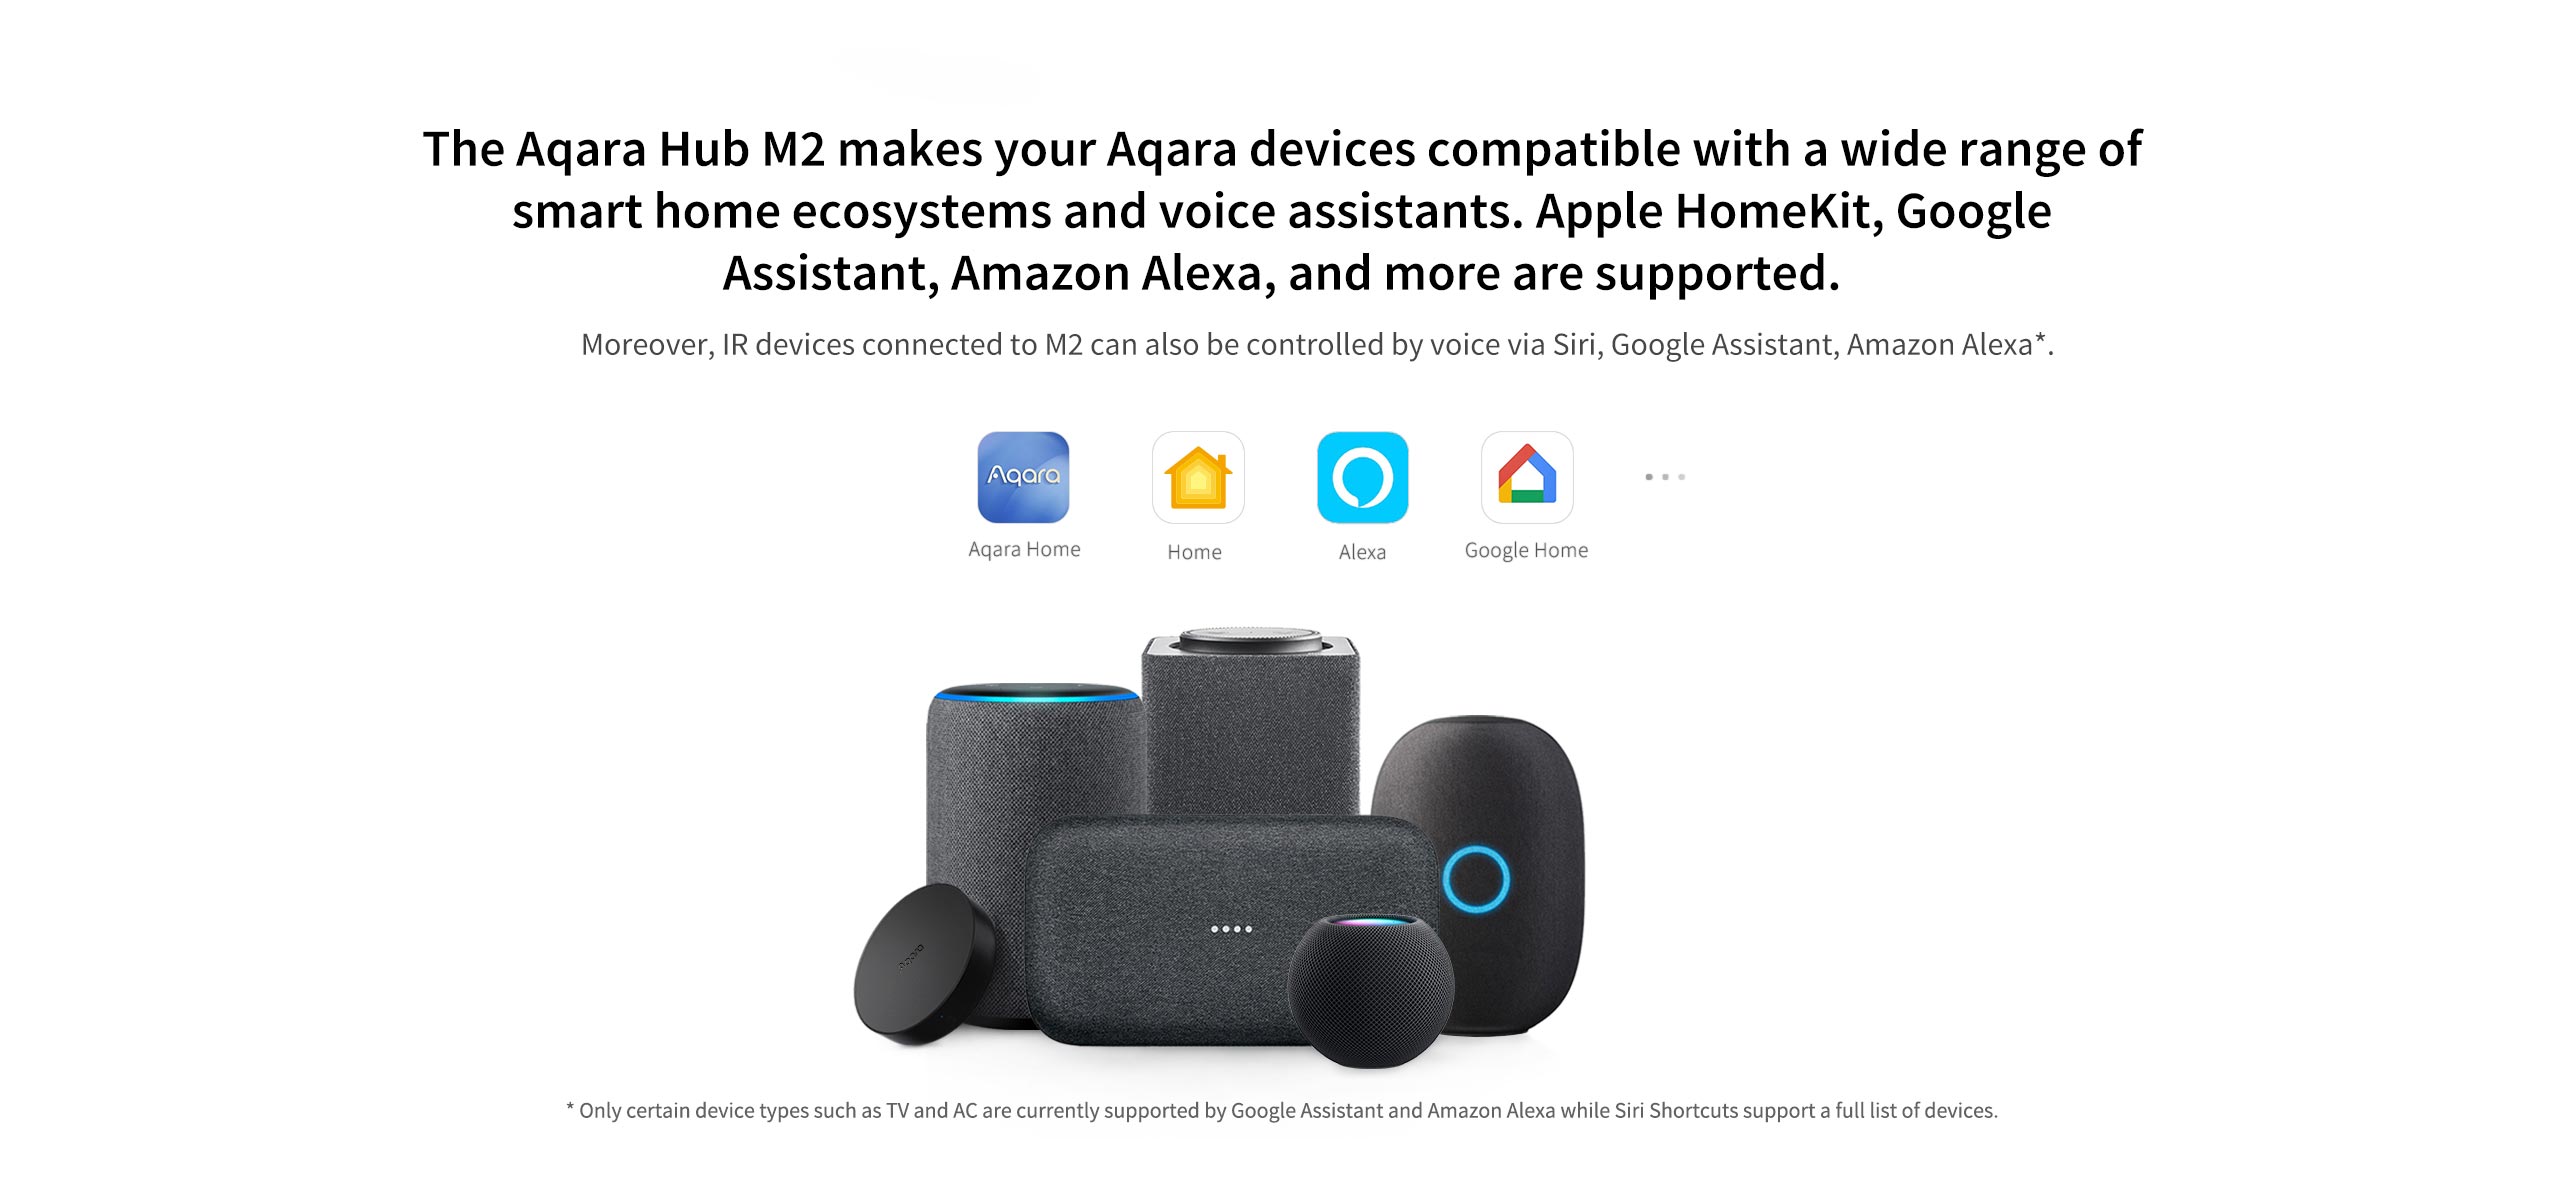 The Aqara Hub M2 makes your Aqara devices compatible with a wide range of
smart home ecosystems and voice assistants. Apple HomeKit, Google
Assistant, Amazon Alexa, and more are supported.
Moreover, IR devices connected to M2 can also be controlled by voice via Siri, Google Assistant, Amazon Alexa*.
Aqara
Aqara Home
Home
Alexa
Google Home
Aqara
* Only certain device types such as TV and AC are currently supported by Google Assistant and Amazon Alexa while Siri Shortcuts support a full list of devices.